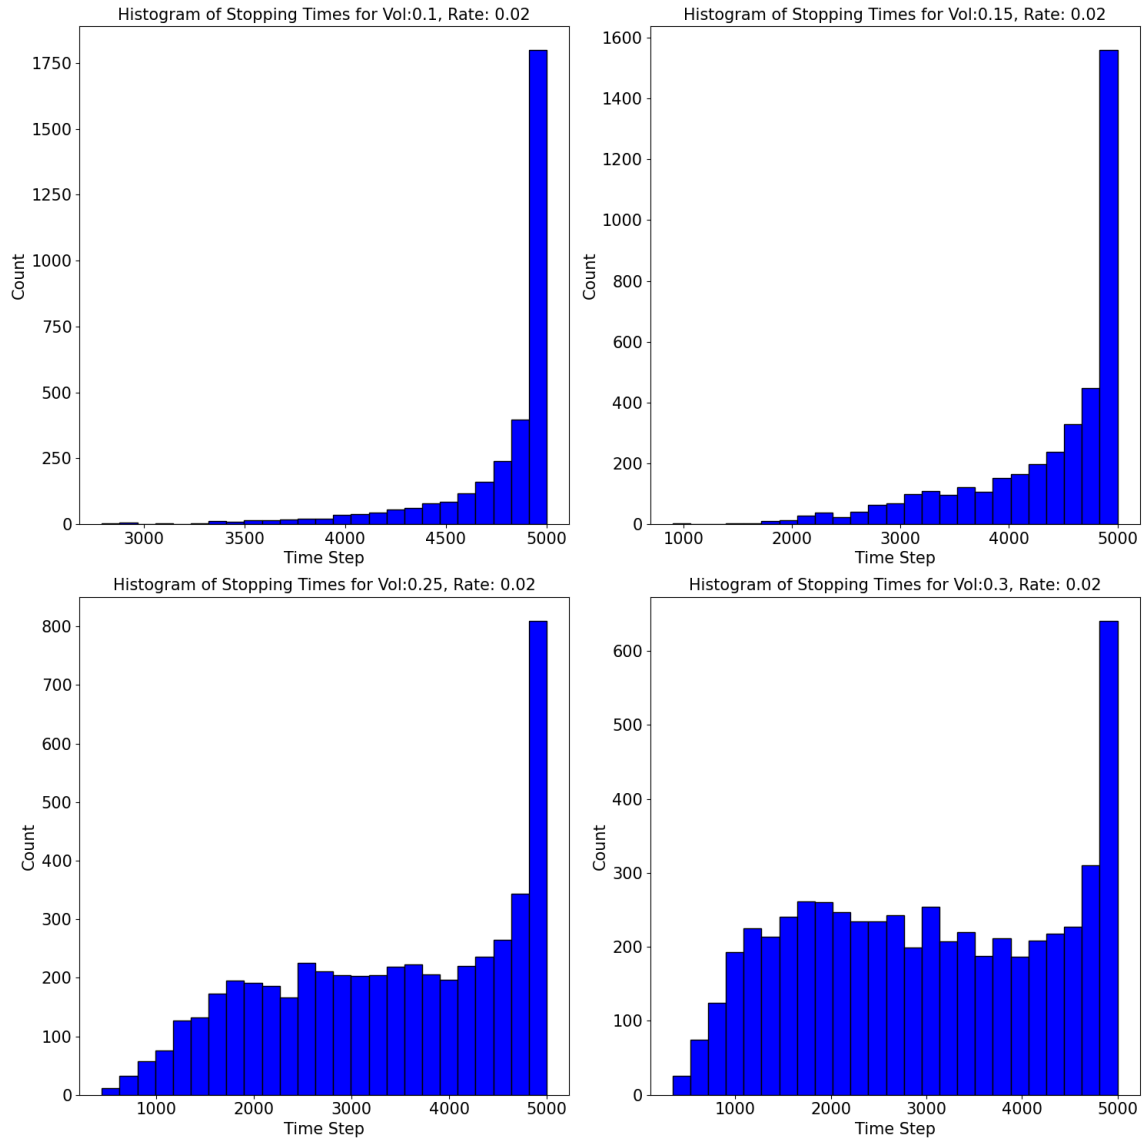 Histogram of Stopping Times for Vol:0.1, Rate: 0.02
1750
1500
1250
1000
750
500
250
0
Count
3000 3500 4000 4500 5000
Time Step
Histogram of Stopping Times for Vol:0.15, Rate: 0.02
1600
1400
1200
1000
800
600
400
200
0
Count
1000 2000 3000 4000 5000
Time Step
Histogram of Stopping Times for Vol:0.25, Rate: 0.02
800
700
600
500
400
300
200
100
0
Count
1000 2000 3000 4000 5000
Time Step
Histogram of Stopping Times for Vol:0.3, Rate: 0.02
600
500
400
300
200
100
0
Count
1000 2000 3000 4000 5000
Time Step